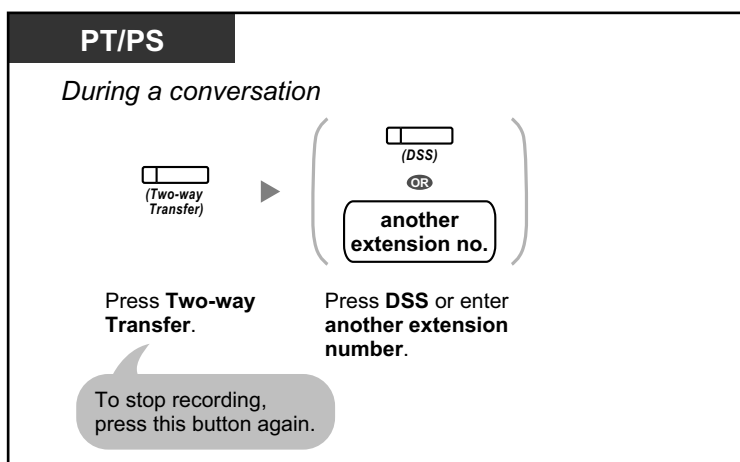 PT/PS
During a conversation
(DSS)
OR
(Two-way
Transfer)
another
extension no.
Press Two-way
Transfer.
Press DSS or enter
another extension
number.
To stop recording,
press this button again.